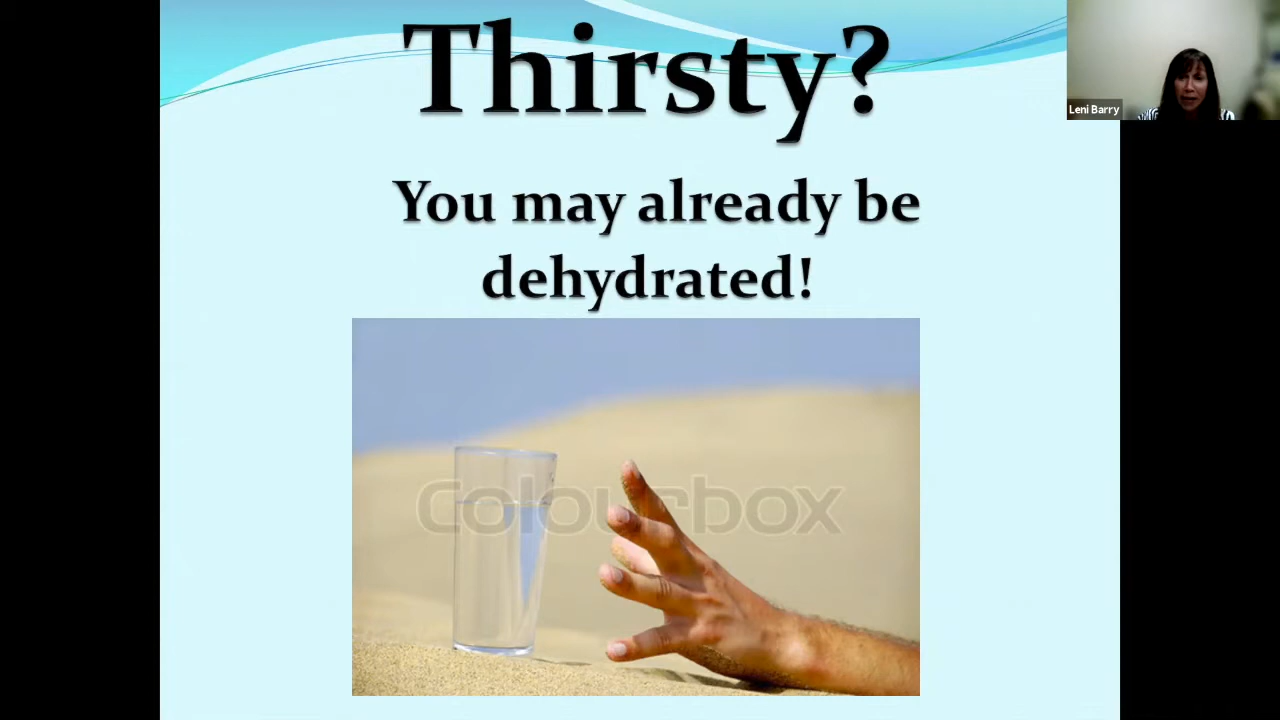 Thirsty?
Leni Barry
You may already be
dehydrated!
Colourbox